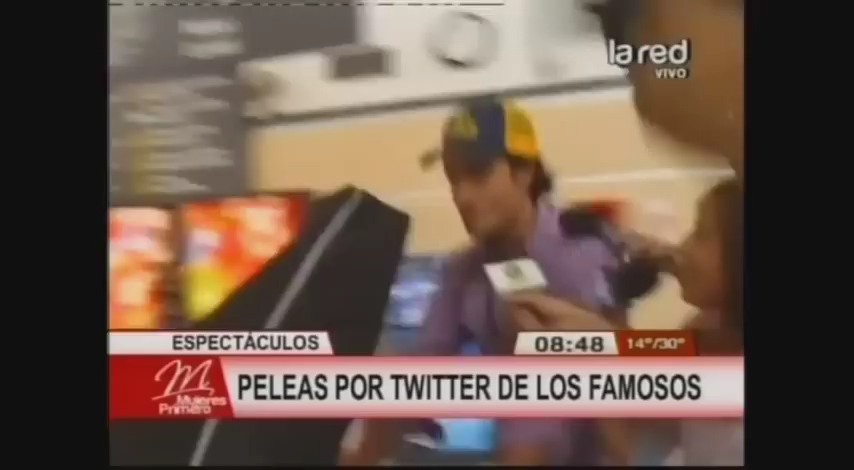 la red
VIVO
ESPECTÁCULOS
08:48
14°/30°
Mujeres
Primero
PELEAS POR TWITTER DE LOS FAMOSOS